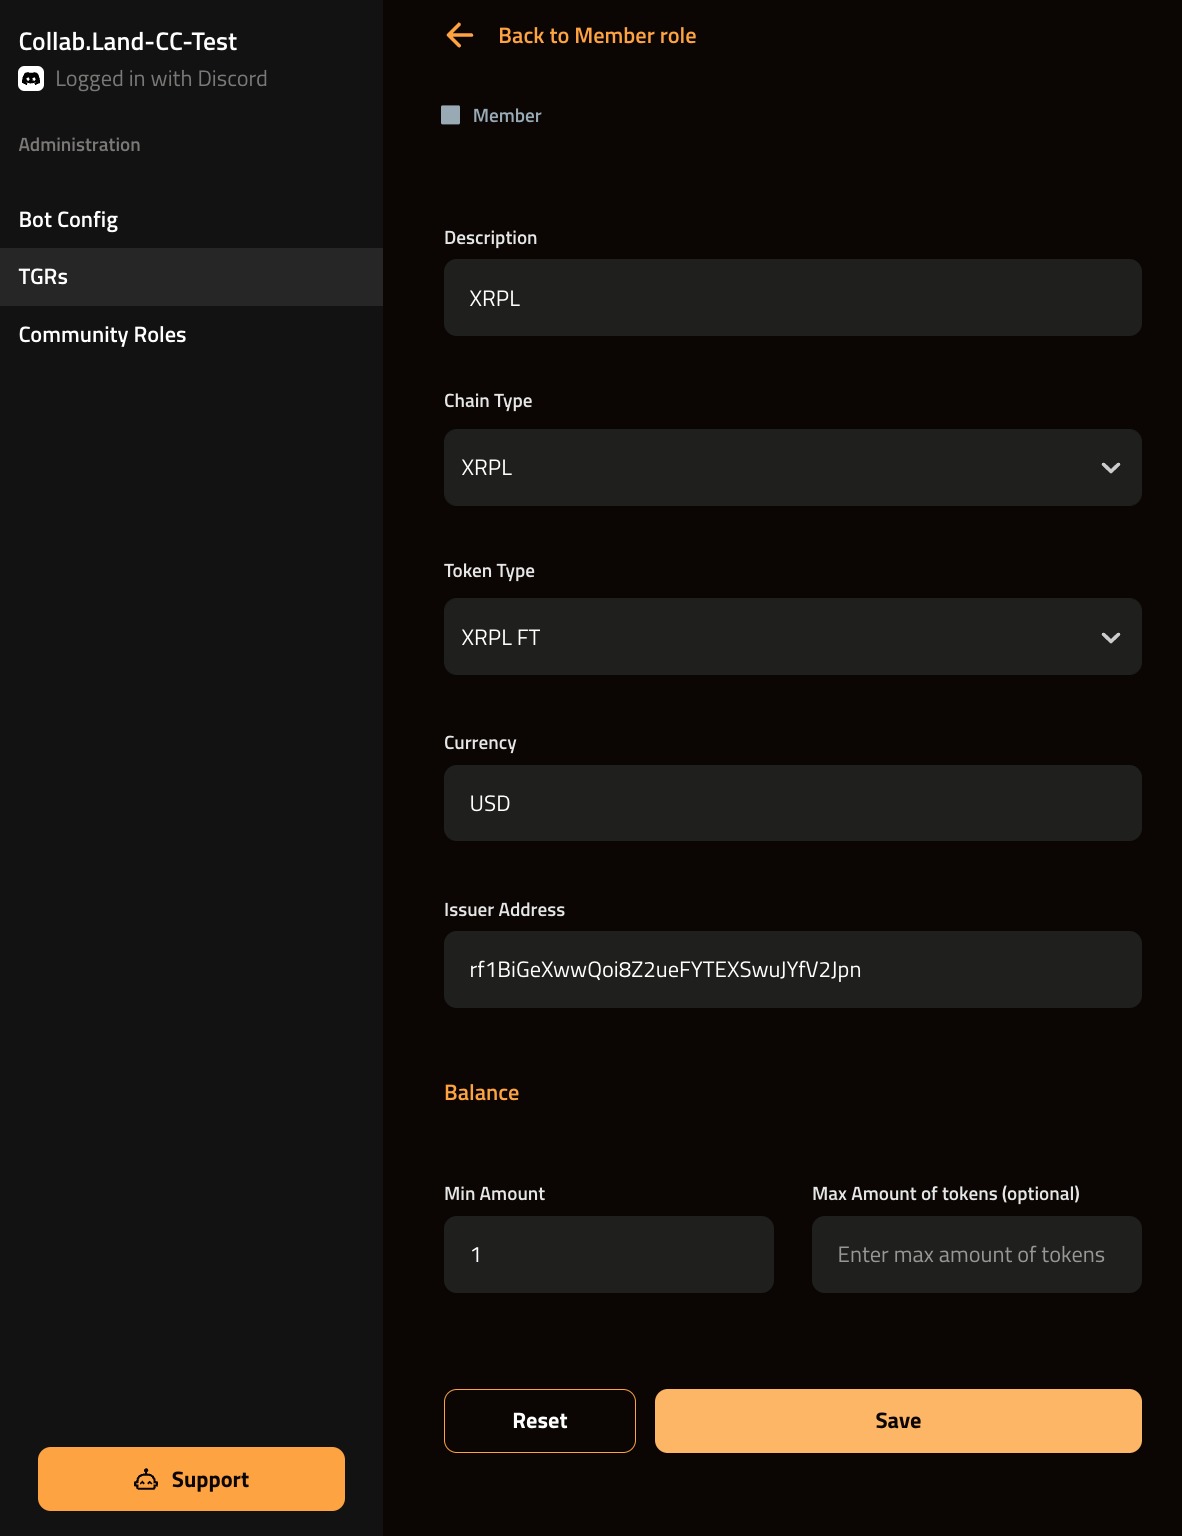 Collab.Land-CC-Test
Logged in with Discord
Administration
Bot Config
TGRs
Community Roles
Support
Back to Member role
Member
Description
XRPL
Chain Type
XRPL
Token Type
XRPL FT
Currency
USD
Issuer Address
rf1BiGeXwwQoi8Z2ueFYTEXSwuJYfV2Jpn
Balance
Min Amount
1
Max Amount of tokens (optional)
Enter max amount of tokens
Reset
Save